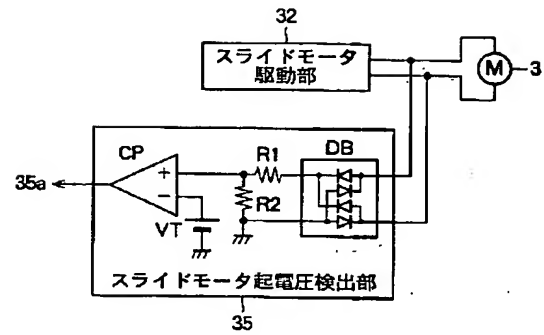 32
スライドモータ
駆動部
M
3
CP
R1
DB
+
−
35a
R2
VT
スライドモータ起電圧検出部
35